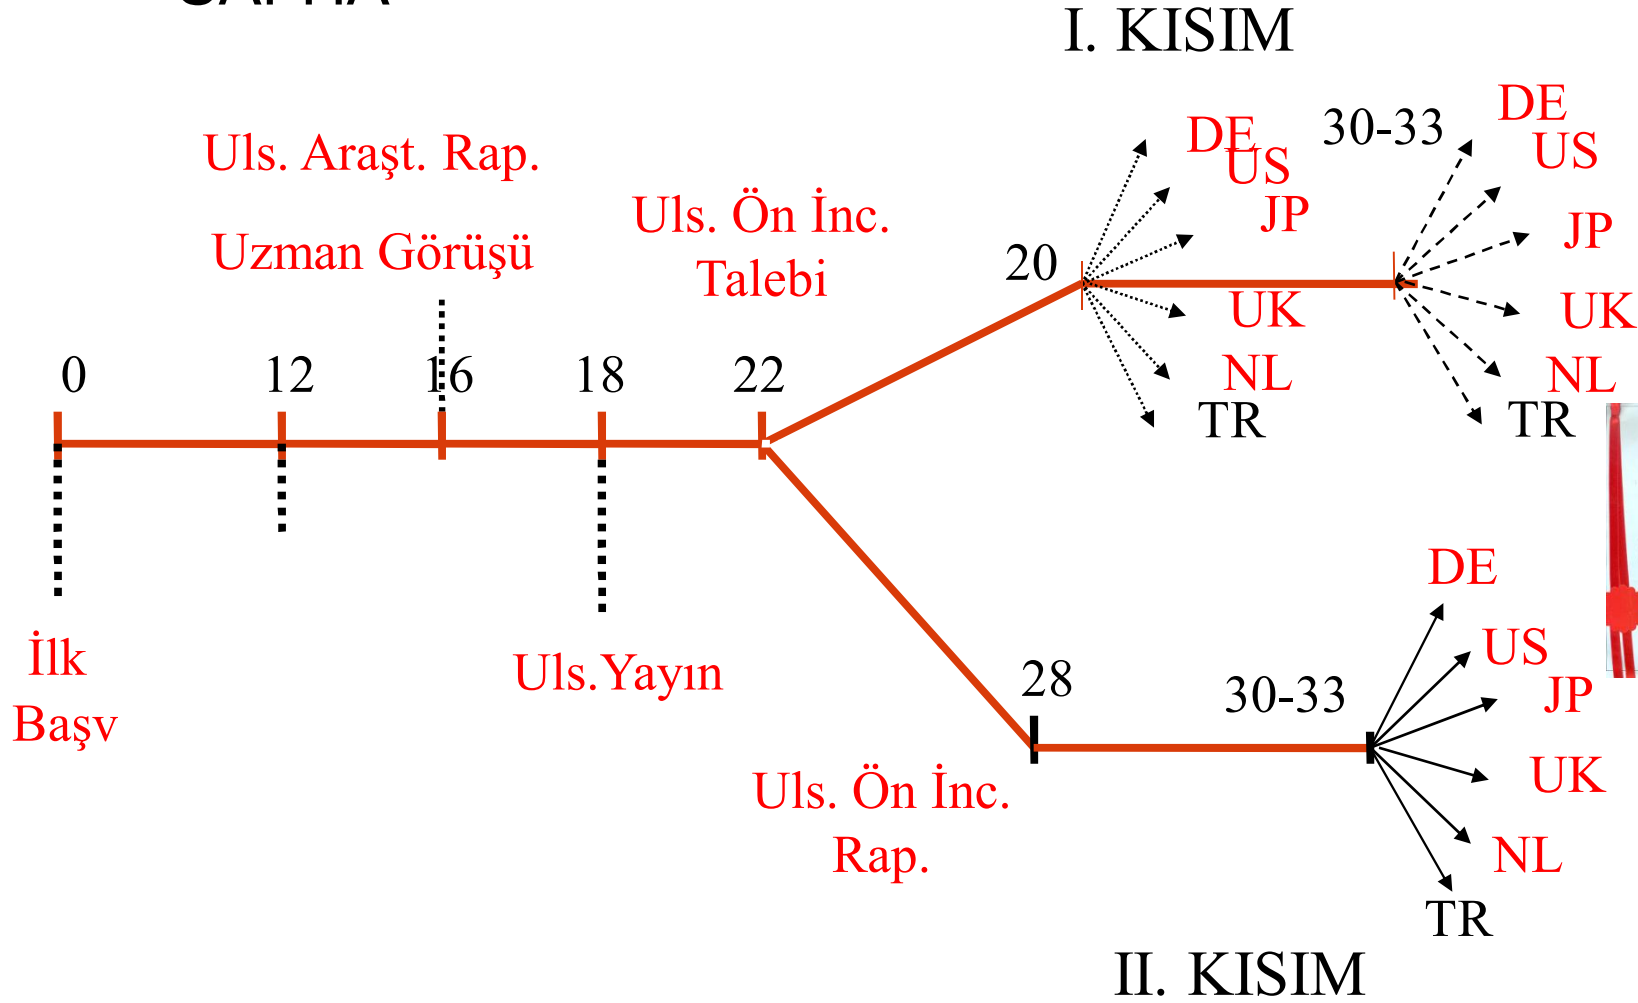 I. KISIM
Uls. Araşt. Rap.
Uzman Görüşü
Uls. Ön İnc.
Talebi
0
12
16
18
22
20
DE
US
JP
UK
NL
TR
30-33
DE
US
JP
UK
NL
TR
İlk
Başv
Uls.Yayın
28
Uls. Ön İnc.
Rap.
30-33
DE
US
JP
UK
NL
TR
II. KISIM